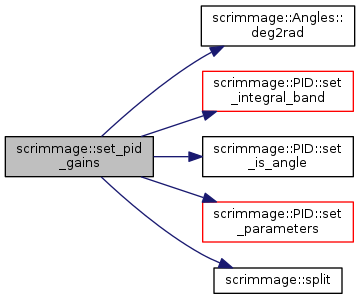 scrimmage::Angles::
deg2rad
scrimmage::PID::set
_integral_band
scrimmage::set_pid
_gains
scrimmage::PID::set
_is_angle
scrimmage::PID::set
_parameters
scrimmage::split